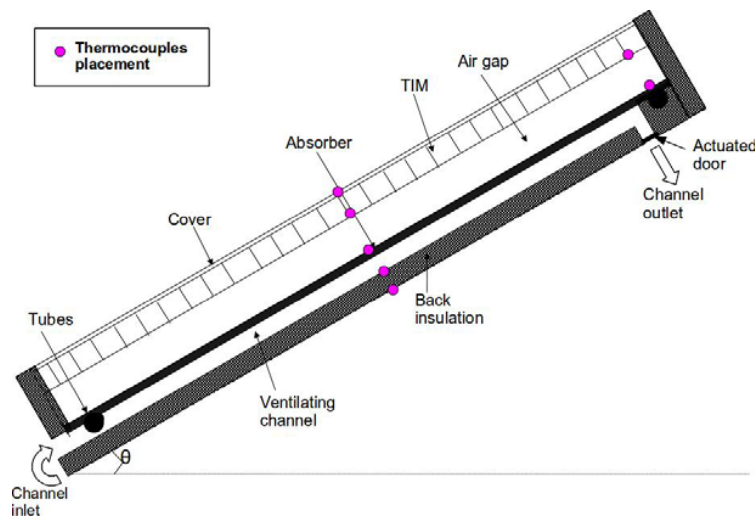 Thermocouples
placement
Air gap
TIM
Absorber
Actuated
door
Channel
outlet
Cover
Back
insulation
Tubes
Ventilating
channel
θ
Channel
inlet